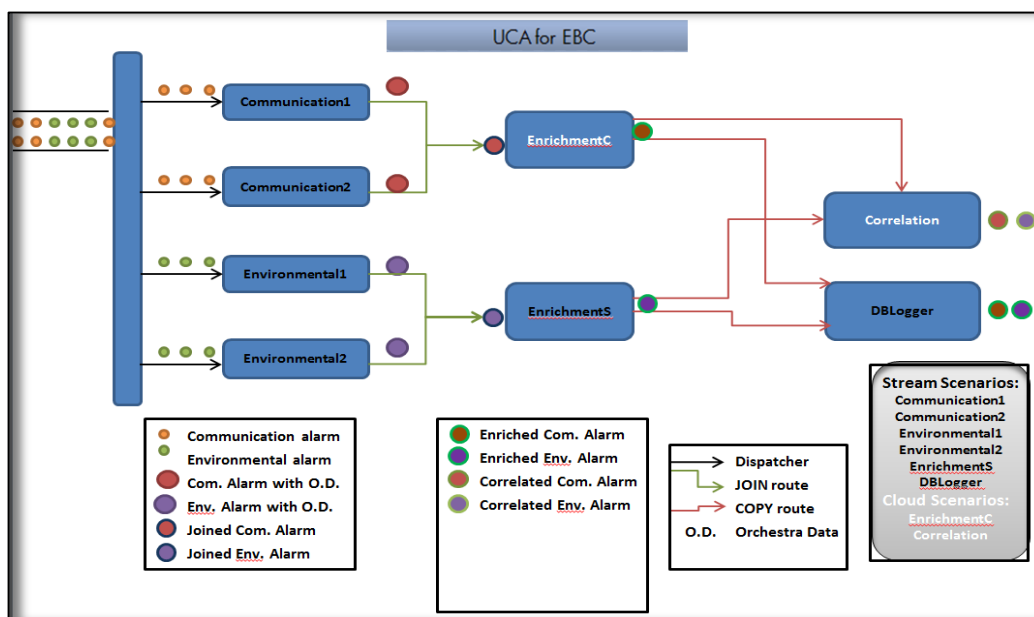 UCA for EBC
Communication1
Communication2
Environmental1
Environmental2
EnrichmentC
EnrichmentS
Correlation
DBLogger
Communication alarm
Environmental alarm
Com. Alarm with O.D.
Env. Alarm with O.D.
Joined Com. Alarm
Joined Env. Alarm
Enriched Com. Alarm
Enriched Env. Alarm
Correlated Com. Alarm
Correlated Env. Alarm
Dispatcher
JOIN route
COPY route
O.D. Orchestra Data
Stream Scenarios:
Communication1
Communication2
Environmental1
Environmental2
EnrichmentS
DBLogger
Cloud Scenarios:
EnrichmentC
Correlation